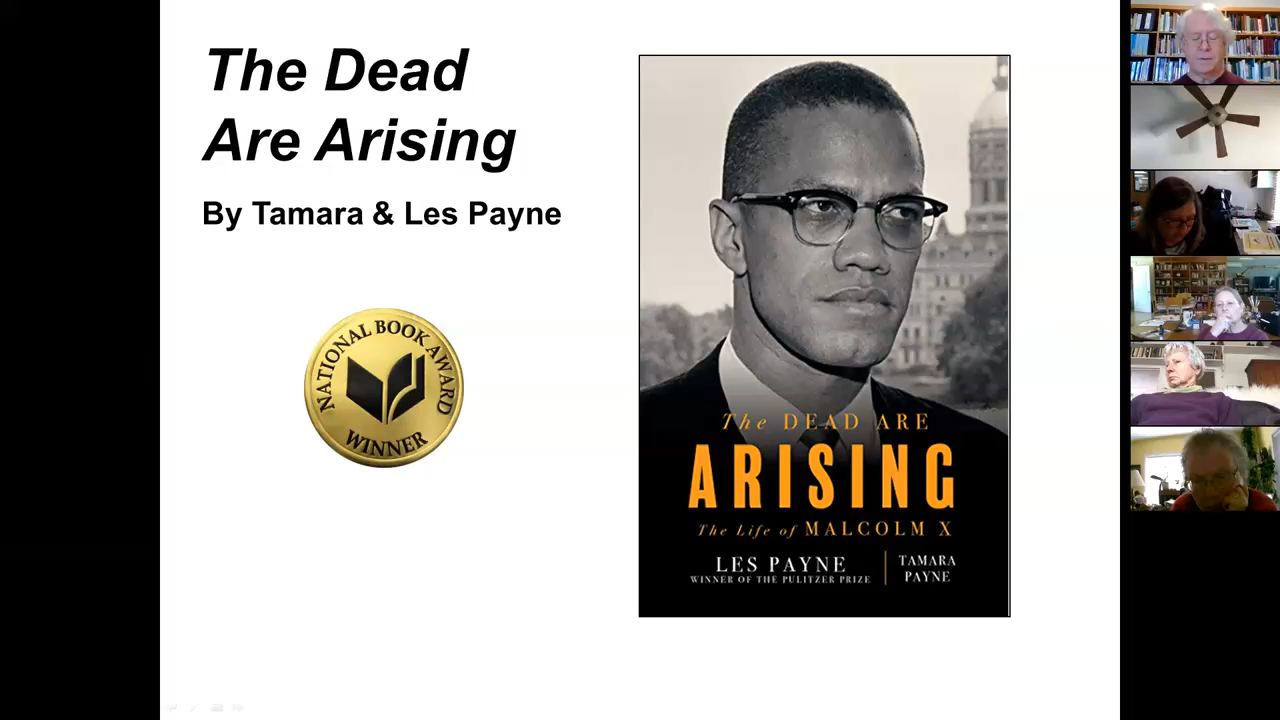 The Dead
Are Arising
By Tamara & Les Payne
NATIONAL BOOK AWARD
WINNER
The DEAD ARE
ARISING
The Life of MALCOLM X
LES PAYNE
WINNER OF THE PULITZER PRIZE
TAMARA
PAYNE